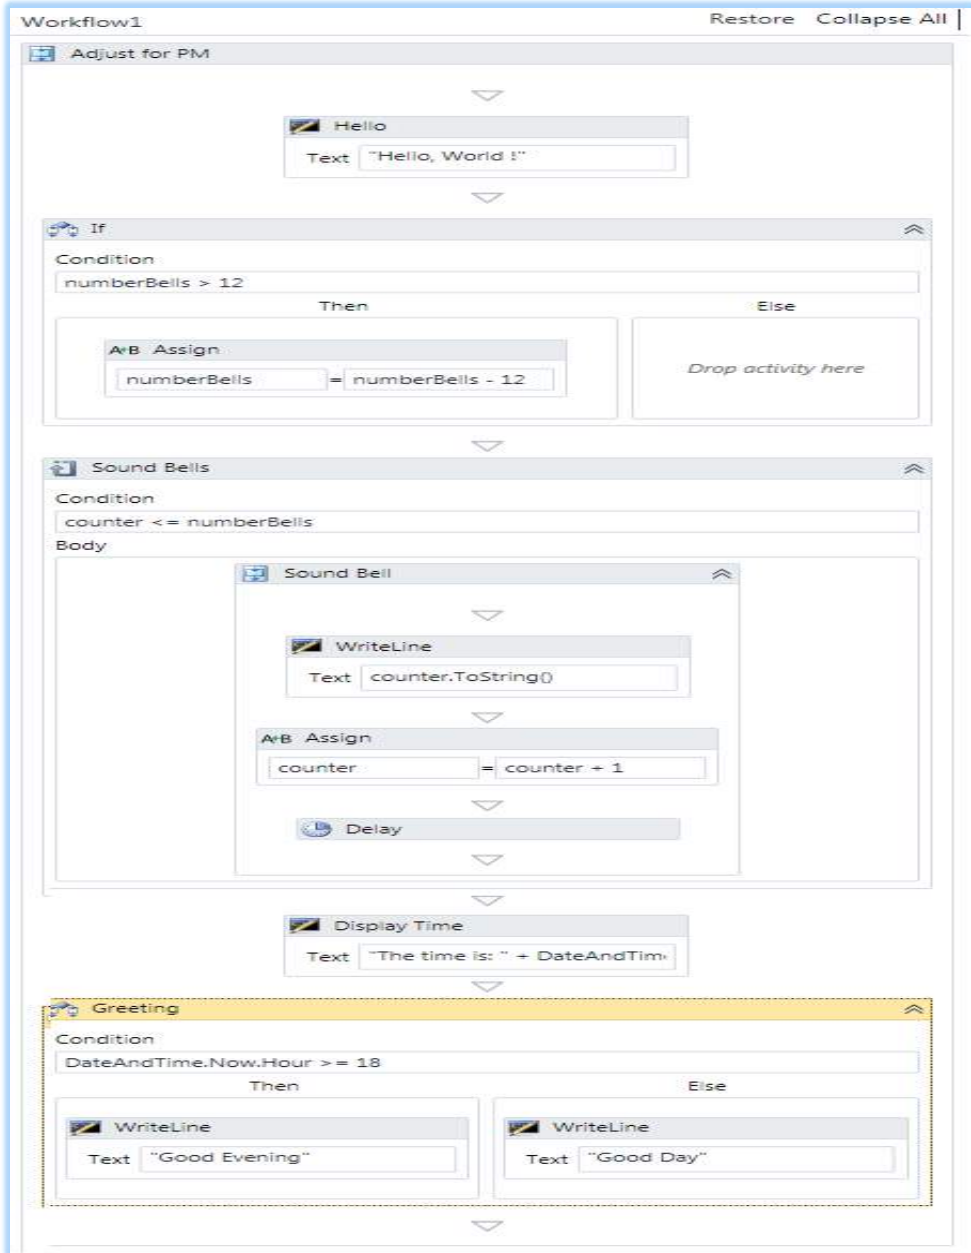 Workflow1 Restore Collapse All
Adjust for PM
Hello
Text "Hello, World !"
If
Condition
numberBells > 12
Then Else
A+B Assign
numberBells = numberBells - 12
Drop activity here
Sound Bells
Condition
counter <= numberBells
Body
Sound Bell
WriteLine
Text counter.ToString()
A+B Assign
counter = counter + 1
Delay
Display Time
Text "The time is: " + DateAndTim
Greeting
Condition
DateAndTime.Now.Hour >= 18
Then Else
WriteLine WriteLine
Text "Good Evening" Text "Good Day"